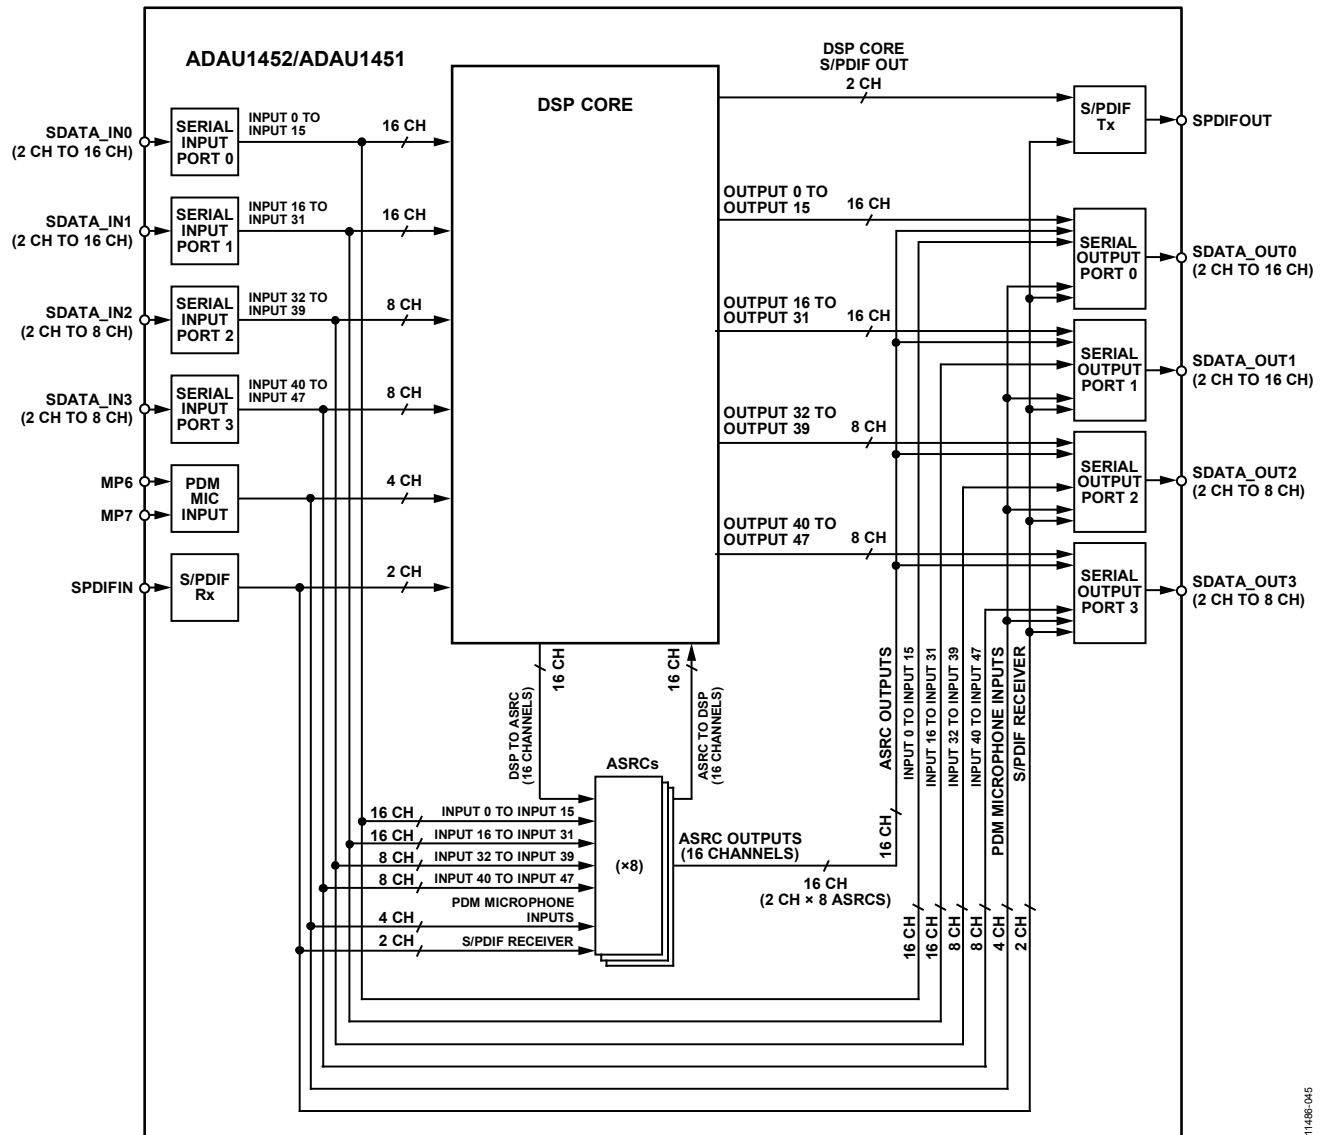 ADAU1452/ADAU1451
DSP CORE
DSP CORE
S/PDIF OUT
2 CH
SDATA_IN0
(2 CH TO 16 CH)
SERIAL
INPUT
PORT 0
INPUT 0 TO
INPUT 15
16 CH
SDATA_IN1
(2 CH TO 16 CH)
SERIAL
INPUT
PORT 1
INPUT 16 TO
INPUT 31
16 CH
SDATA_IN2
(2 CH TO 8 CH)
SERIAL
INPUT
PORT 2
INPUT 32 TO
INPUT 39
8 CH
SDATA_IN3
(2 CH TO 8 CH)
SERIAL
INPUT
PORT 3
INPUT 40 TO
INPUT 47
8 CH
MP6
MP7
PDM
MIC
INPUT
4 CH
SPDIFIN
S/PDIF
Rx
2 CH
S/PDIF
Tx
SPDIFOUT
OUTPUT 0 TO
OUTPUT 15
16 CH
SERIAL
OUTPUT
PORT 0
SDATA_OUT0
(2 CH TO 16 CH)
OUTPUT 16 TO
OUTPUT 31
16 CH
SERIAL
OUTPUT
PORT 1
SDATA_OUT1
(2 CH TO 16 CH)
OUTPUT 32 TO
OUTPUT 39
8 CH
SERIAL
OUTPUT
PORT 2
SDATA_OUT2
(2 CH TO 8 CH)
OUTPUT 40 TO
OUTPUT 47
8 CH
SERIAL
OUTPUT
PORT 3
SDATA_OUT3
(2 CH TO 8 CH)
16 CH
DSP TO ASRC
(16 CHANNELS)
16 CH
ASRC TO DSP
(16 CHANNELS)
ASRCs
(×8)
16 CH
INPUT 0 TO INPUT 15
16 CH
INPUT 16 TO INPUT 31
8 CH
INPUT 32 TO INPUT 39
8 CH
INPUT 40 TO INPUT 47
4 CH
PDM MICROPHONE
INPUTS
2 CH
S/PDIF RECEIVER
ASRC OUTPUTS
(16 CHANNELS)
16 CH
(2 CH × 8 ASRCS)
ASRC OUTPUTS
16 CH
INPUT 0 TO INPUT 15
16 CH
INPUT 16 TO INPUT 31
16 CH
INPUT 32 TO INPUT 39
8 CH
INPUT 40 TO INPUT 47
8 CH
PDM MICROPHONE INPUTS
4 CH
S/PDIF RECEIVER
2 CH
11486-045